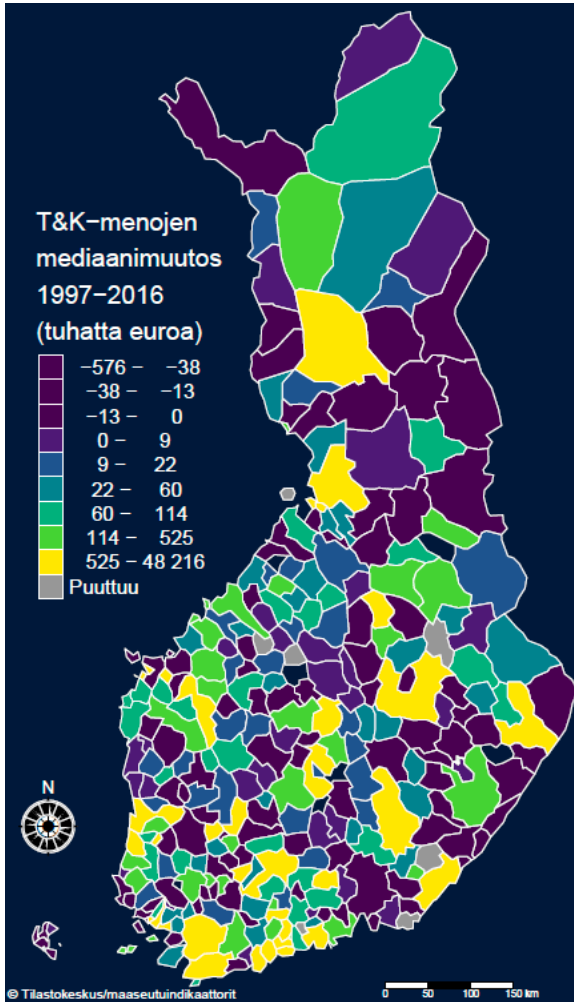 T&K−menojen
mediaanimuutos
1997−2016
(tuhatta euroa)
−576 − −38
−38 − −13
−13 − 0
0 − 9
9 − 22
22 − 60
60 − 114
114 − 525
525 − 48 216
Puuttuu
N
© Tilastokeskus/maaseutuindikaattorit
0 50 100 150 km